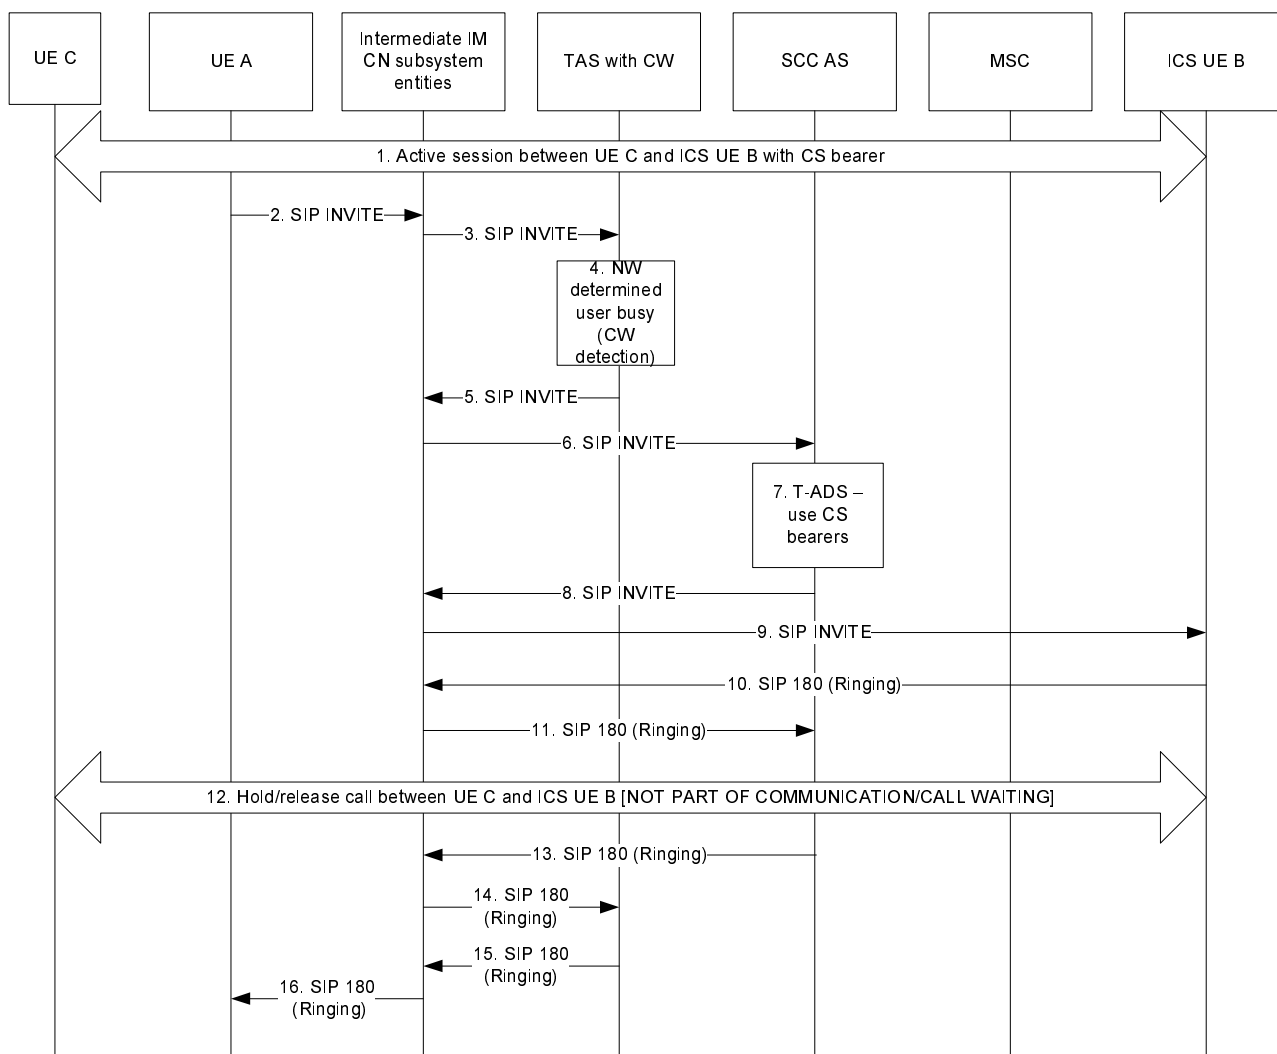 UE C
UE A
Intermediate IM
CN subsystem
entities
TAS with CW
SCC AS
MSC
ICS UE B
1. Active session between UE C and ICS UE B with CS bearer
2. SIP INVITE
3. SIP INVITE
4. NW
determined
user busy
(CW
detection)
5. SIP INVITE
6. SIP INVITE
7. T-ADS –
use CS
bearers
8. SIP INVITE
9. SIP INVITE
10. SIP 180 (Ringing)
11. SIP 180 (Ringing)
12. Hold/release call between UE C and ICS UE B [NOT PART OF COMMUNICATION/CALL WAITING]
13. SIP 180 (Ringing)
14. SIP 180
(Ringing)
15. SIP 180
(Ringing)
16. SIP 180
(Ringing)